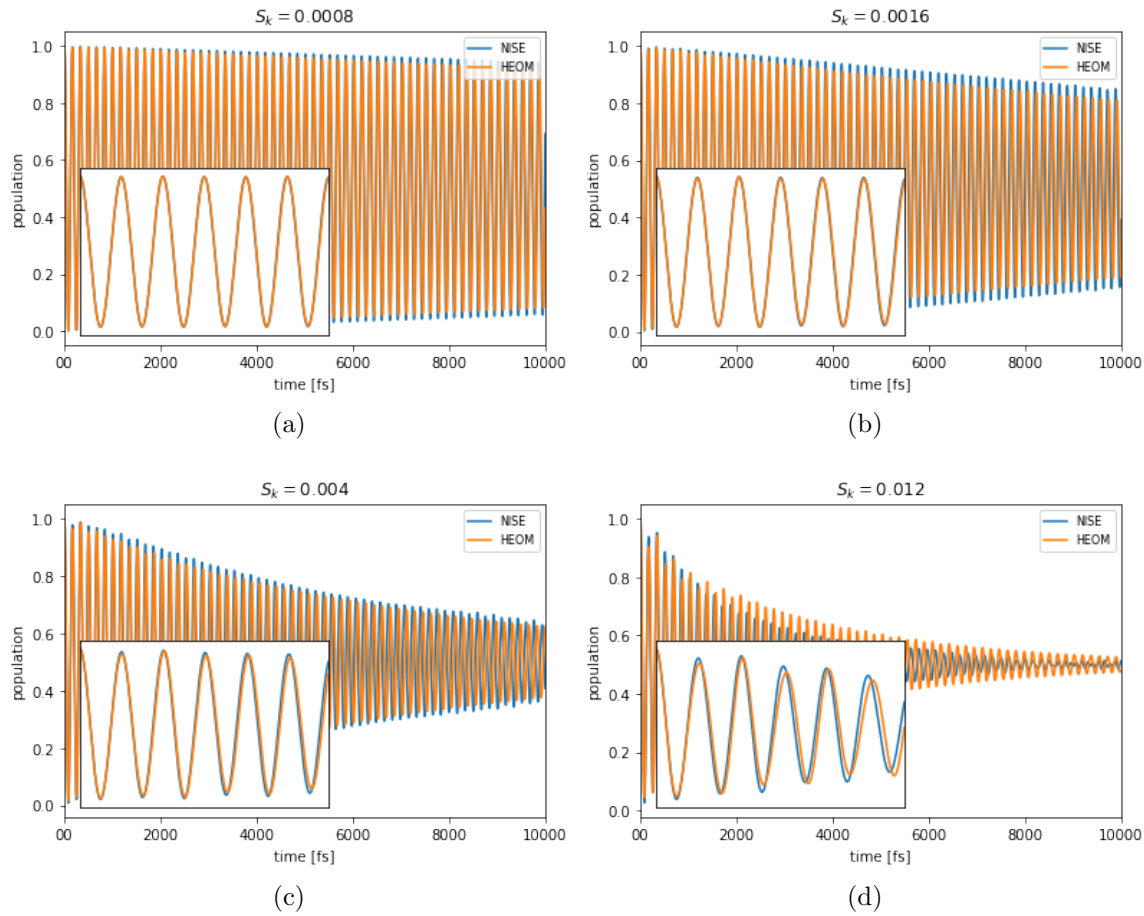 S_k = 0.0008
1.0
0.8
0.6
0.4
0.2
0.0
population
NISE
HEOM
00 2000 4000 6000 8000 10000
time [fs]
(a)
S_k = 0.0016
1.0
0.8
0.6
0.4
0.2
0.0
population
NISE
HEOM
00 2000 4000 6000 8000 10000
time [fs]
(b)
S_k = 0.004
1.0
0.8
0.6
0.4
0.2
0.0
population
NISE
HEOM
00 2000 4000 6000 8000 10000
time [fs]
(c)
S_k = 0.012
1.0
0.8
0.6
0.4
0.2
0.0
population
NISE
HEOM
00 2000 4000 6000 8000 10000
time [fs]
(d)